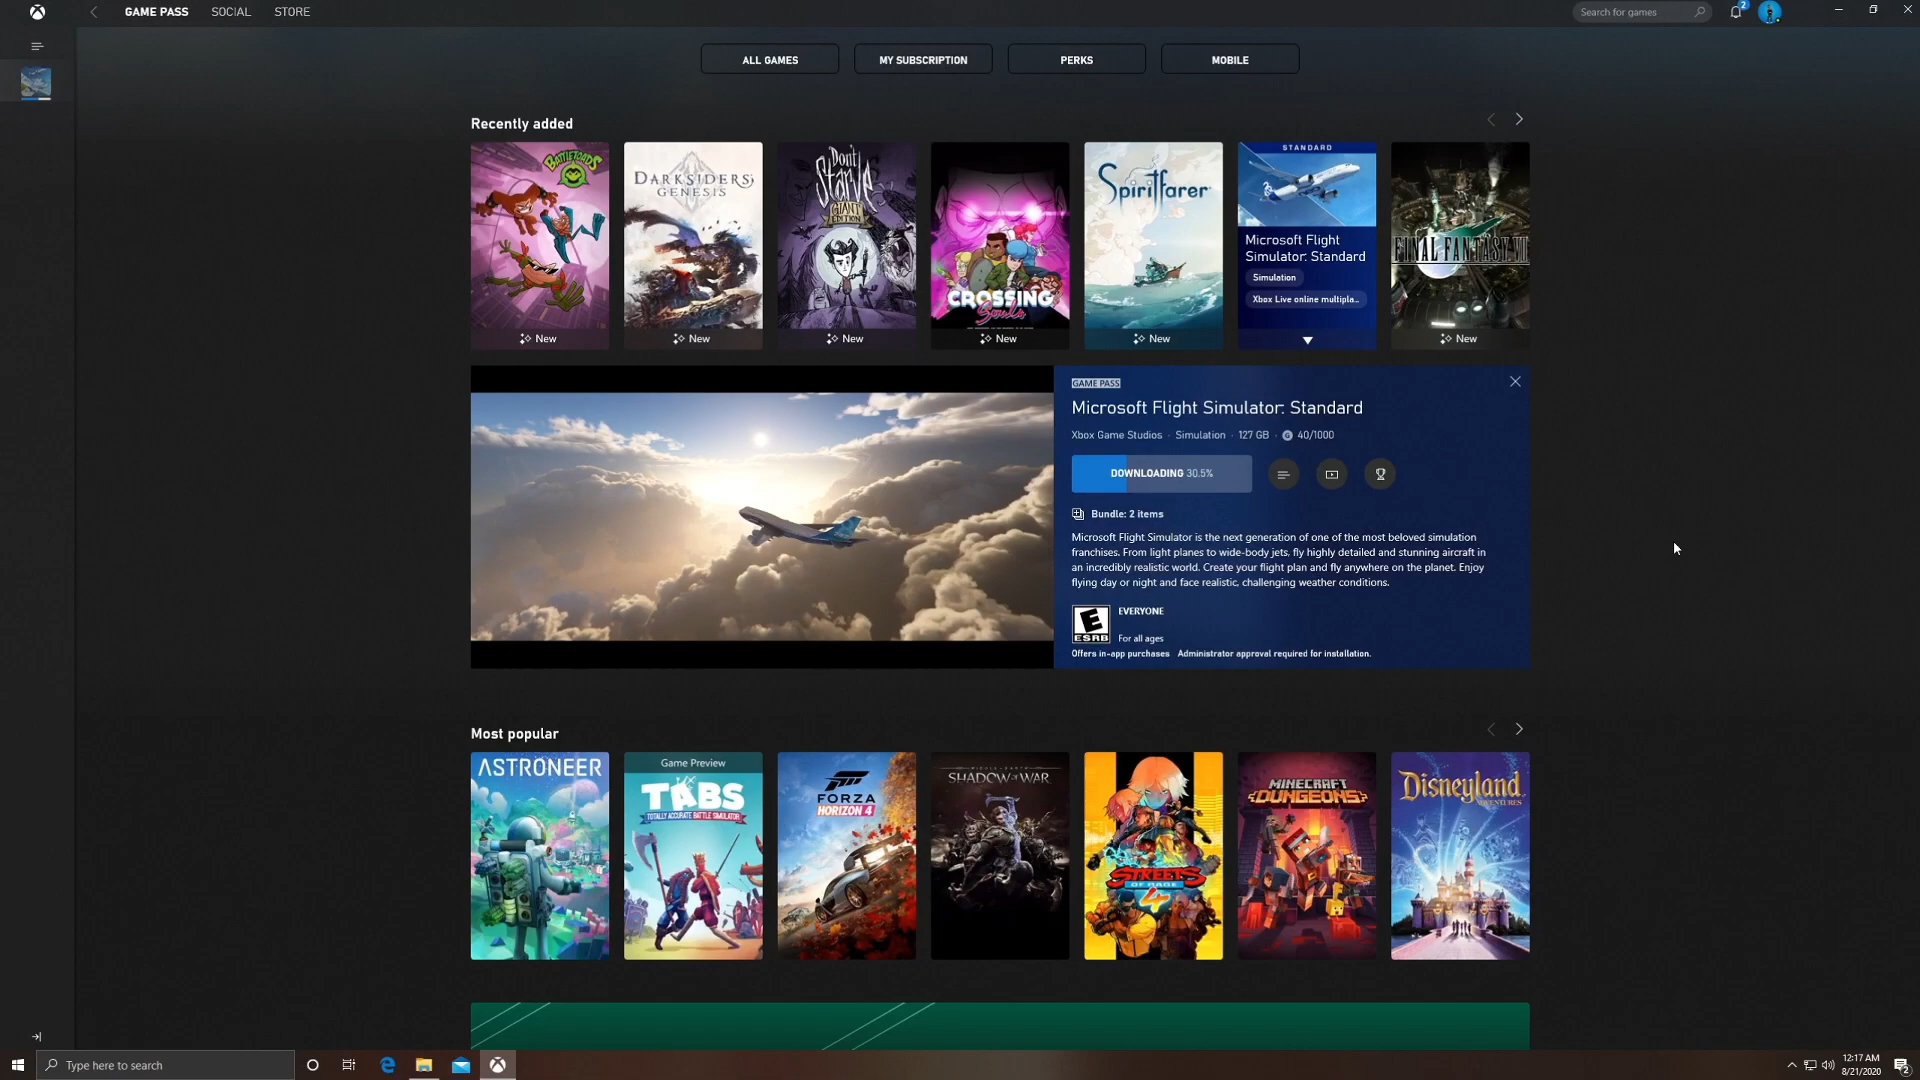 GAME PASS
SOCIAL
STORE
Search for games
2
ALL GAMES
MY SUBSCRIPTION
PERKS
MOBILE
Recently added
BATTLETOADS
New
DARKSIDERS
GENESIS
New
Don't
Starve
GIANT
EDITION
New
CROSSING
Souls
New
Spiritfarer
New
STANDARD
Microsoft Flight
Simulator: Standard
Simulation
Xbox Live online multipla...
FINAL FANTASY VII
New
GAME PASS
Microsoft Flight Simulator: Standard
Xbox Game Studios · Simulation · 127 GB · G 40/1000
DOWNLOADING 30.5%
Bundle: 2 items
Microsoft Flight Simulator is the next generation of one of the most beloved simulation
franchises. From light planes to wide-body jets, fly highly detailed and stunning aircraft in
an incredibly realistic world. Create your flight plan and fly anywhere on the planet. Enjoy
flying day or night and face realistic, challenging weather conditions.
E
ESRB
EVERYONE
For all ages
Offers in-app purchases Administrator approval required for installation.
Most popular
ASTRONEER
Game Preview
TABS
TOTALLY ACCURATE BATTLE SIMULATOR
FORZA
HORIZON 4
MIDDLE-EARTH
SHADOW OF WAR
STREETS
OF RAGE
4
MINECRAFT
DUNGEONS
Disneyland
ADVENTURES
Type here to search
12:17 AM
8/21/2020
2